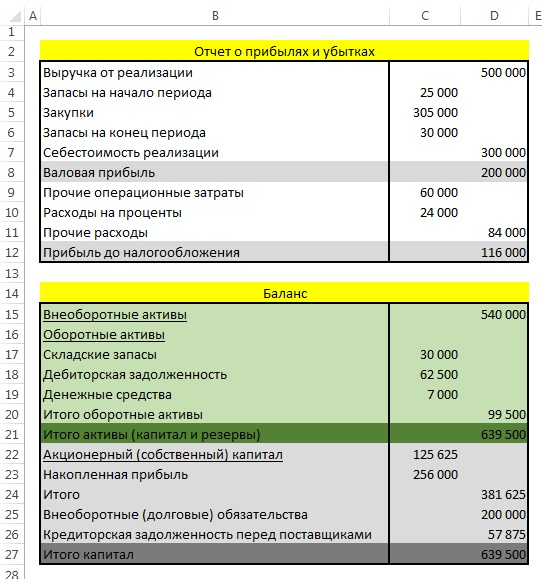 A B C D E
1
2 Отчет о прибылях и убытках
3 Выручка от реализации 500 000
4 Запасы на начало периода 25 000
5 Закупки 305 000
6 Запасы на конец периода 30 000
7 Себестоимость реализации 300 000
8 Валовая прибыль 200 000
9 Прочие операционные затраты 60 000
10 Расходы на проценты 24 000
11 Прочие расходы 84 000
12 Прибыль до налогообложения 116 000
13
14 Баланс
15 Внеоборотные активы 540 000
16 Оборотные активы
17 Складские запасы 30 000
18 Дебиторская задолженность 62 500
19 Денежные средства 7 000
20 Итого оборотные активы 99 500
21 Итого активы (капитал и резервы) 639 500
22 Акционерный (собственный) капитал 125 625
23 Накопленная прибыль 256 000
24 Итого 381 625
25 Внеоборотные (долговые) обязательства 200 000
26 Кредиторская задолженность перед поставщиками 57 875
27 Итого капитал 639 500
28